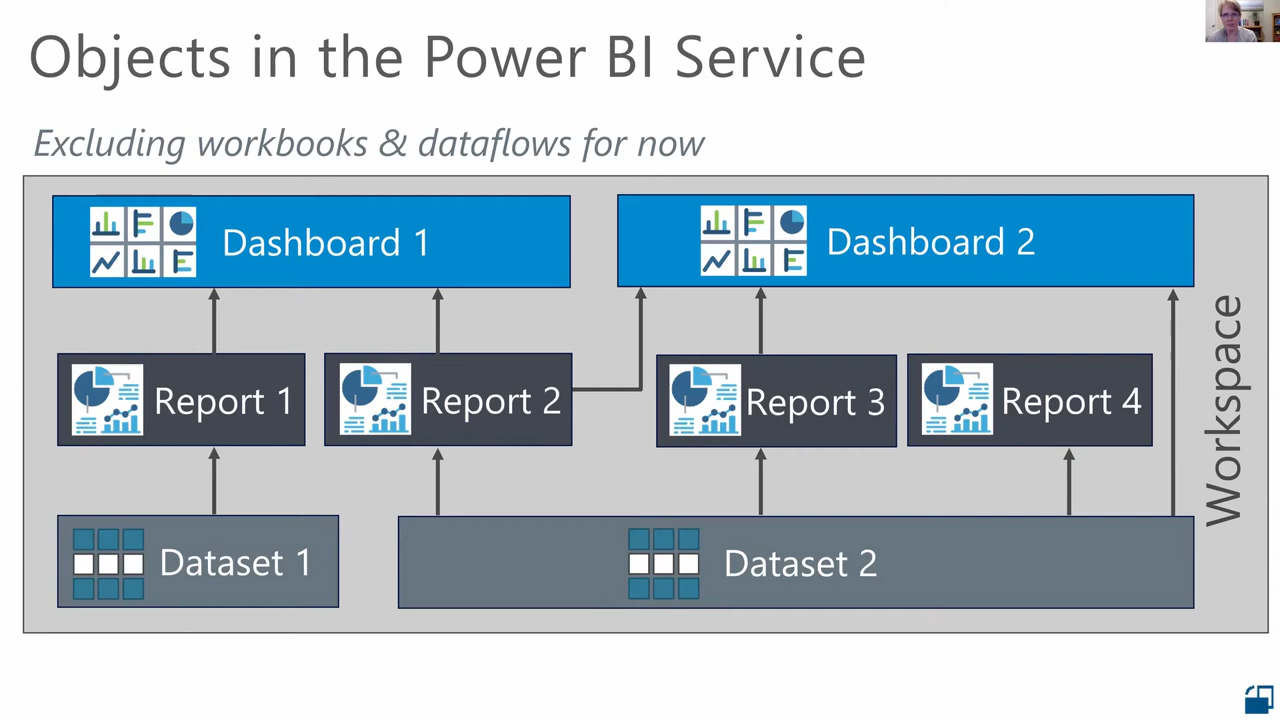 Objects in the Power BI Service
Excluding workbooks & dataflows for now
Dashboard 1
Dashboard 2
Report 1
Report 2
Report 3
Report 4
Workspace
Dataset 1
Dataset 2